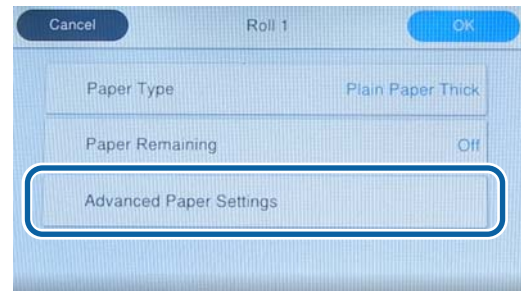 Cancel Roll 1 OK
Paper Type Plain Paper Thick
Paper Remaining Off
Advanced Paper Settings